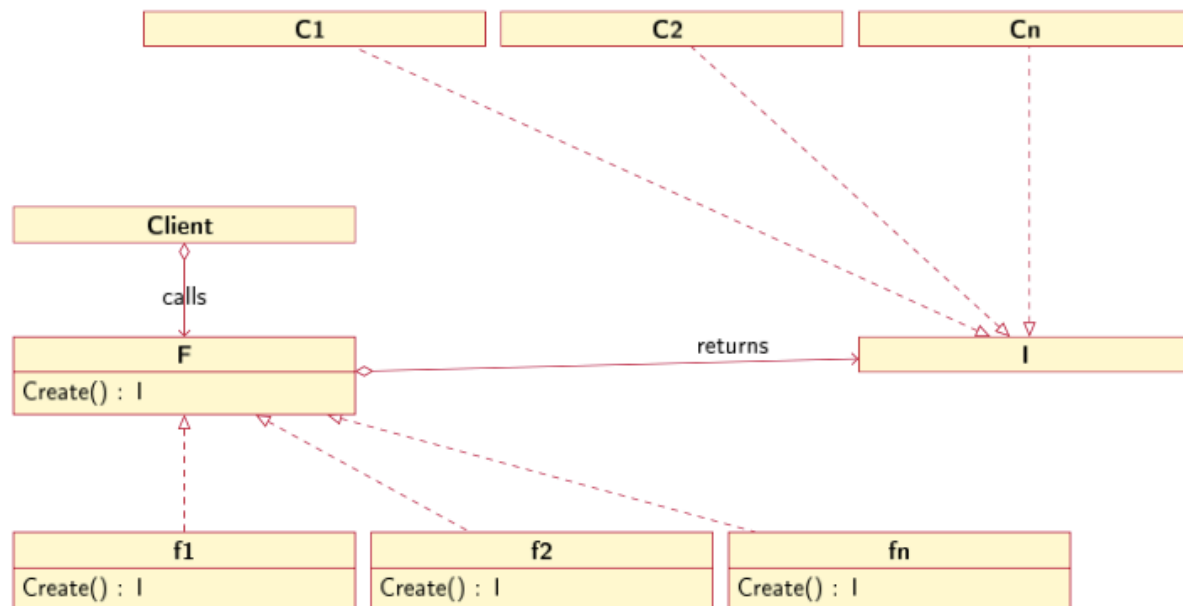 C1
C2
Cn
Client
calls
F
Create() : I
returns
I
f1
Create() : I
f2
Create() : I
fn
Create() : I